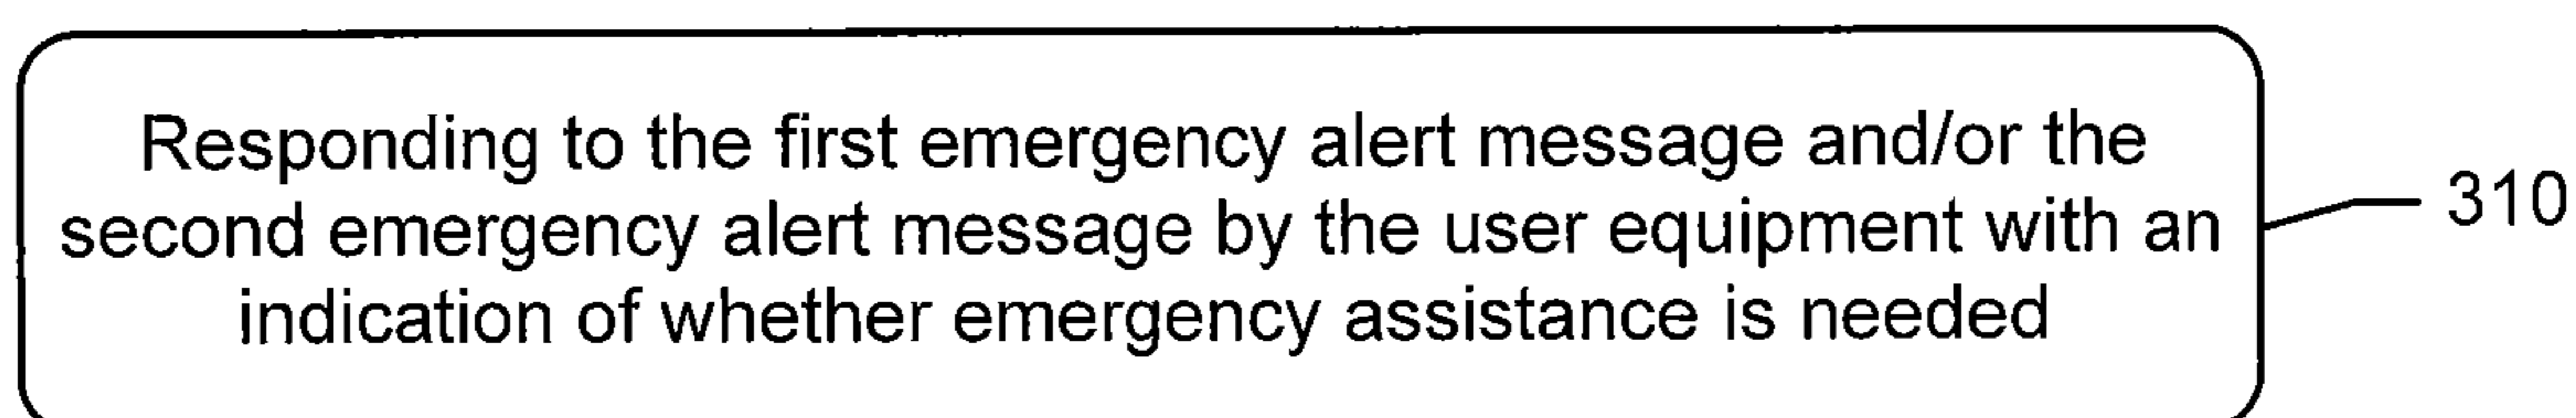 Responding to the first emergency alert message and/or the
second emergency alert message by the user equipment with an
indication of whether emergency assistance is needed
310